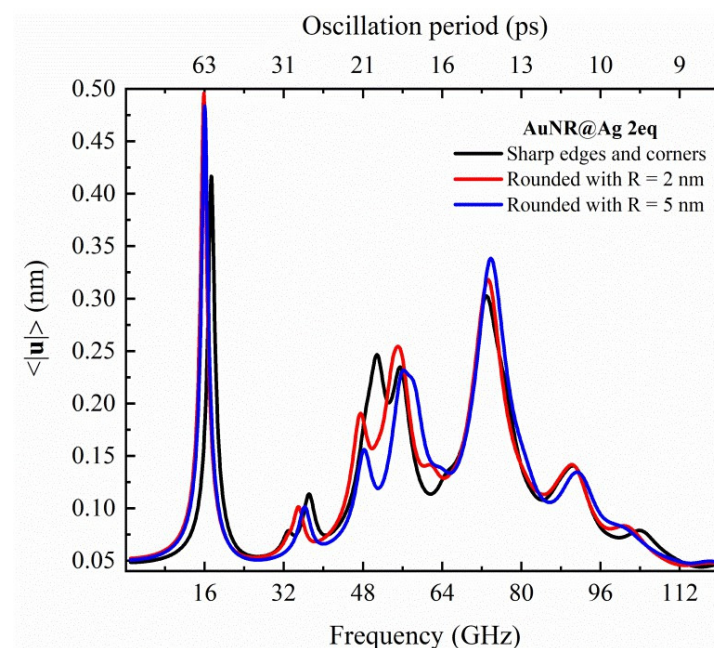 Oscillation period (ps)
63 31 21 16 13 10 9
0.50
0.45
0.40
0.35
0.30
0.25
0.20
0.15
0.10
0.05
<|u|> (nm)
AuNR@Ag 2eq
Sharp edges and corners
Rounded with R = 2 nm
Rounded with R = 5 nm
16 32 48 64 80 96 112
Frequency (GHz)